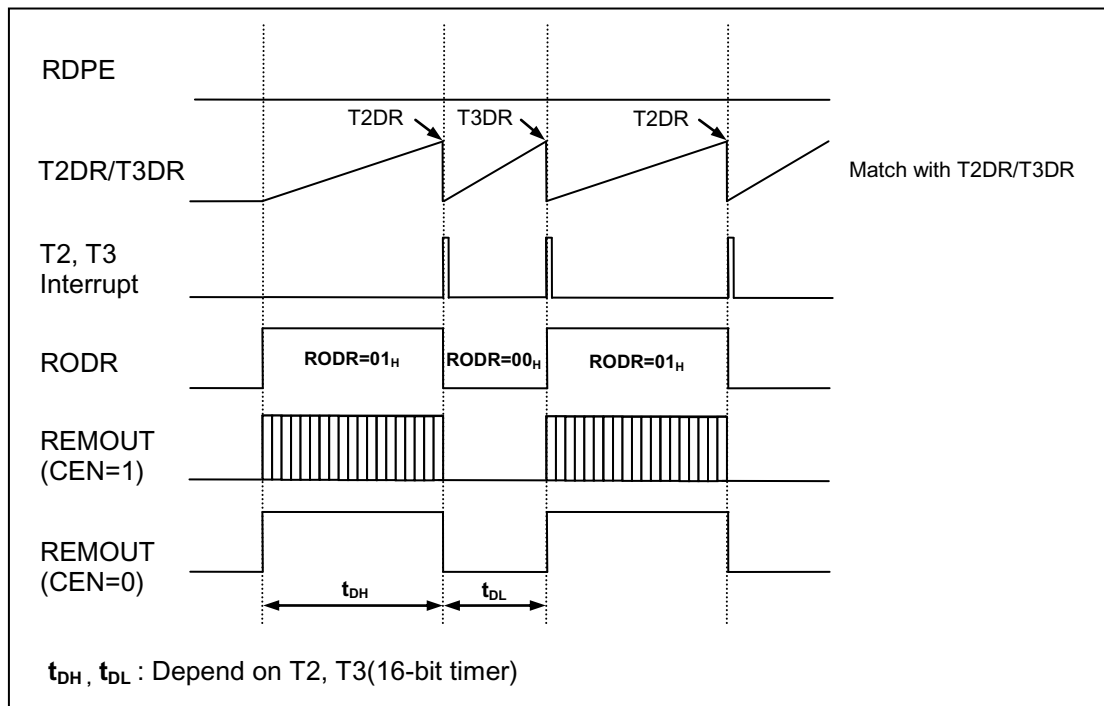 RDPE
T2DR
T3DR
T2DR
T2DR/T3DR
Match with T2DR/T3DR
T2, T3
Interrupt
RODR
RODR=01H
RODR=00H
RODR=01H
REMOUT
(CEN=1)
REMOUT
(CEN=0)
tDH
tDL
tDH , tDL : Depend on T2, T3(16-bit timer)